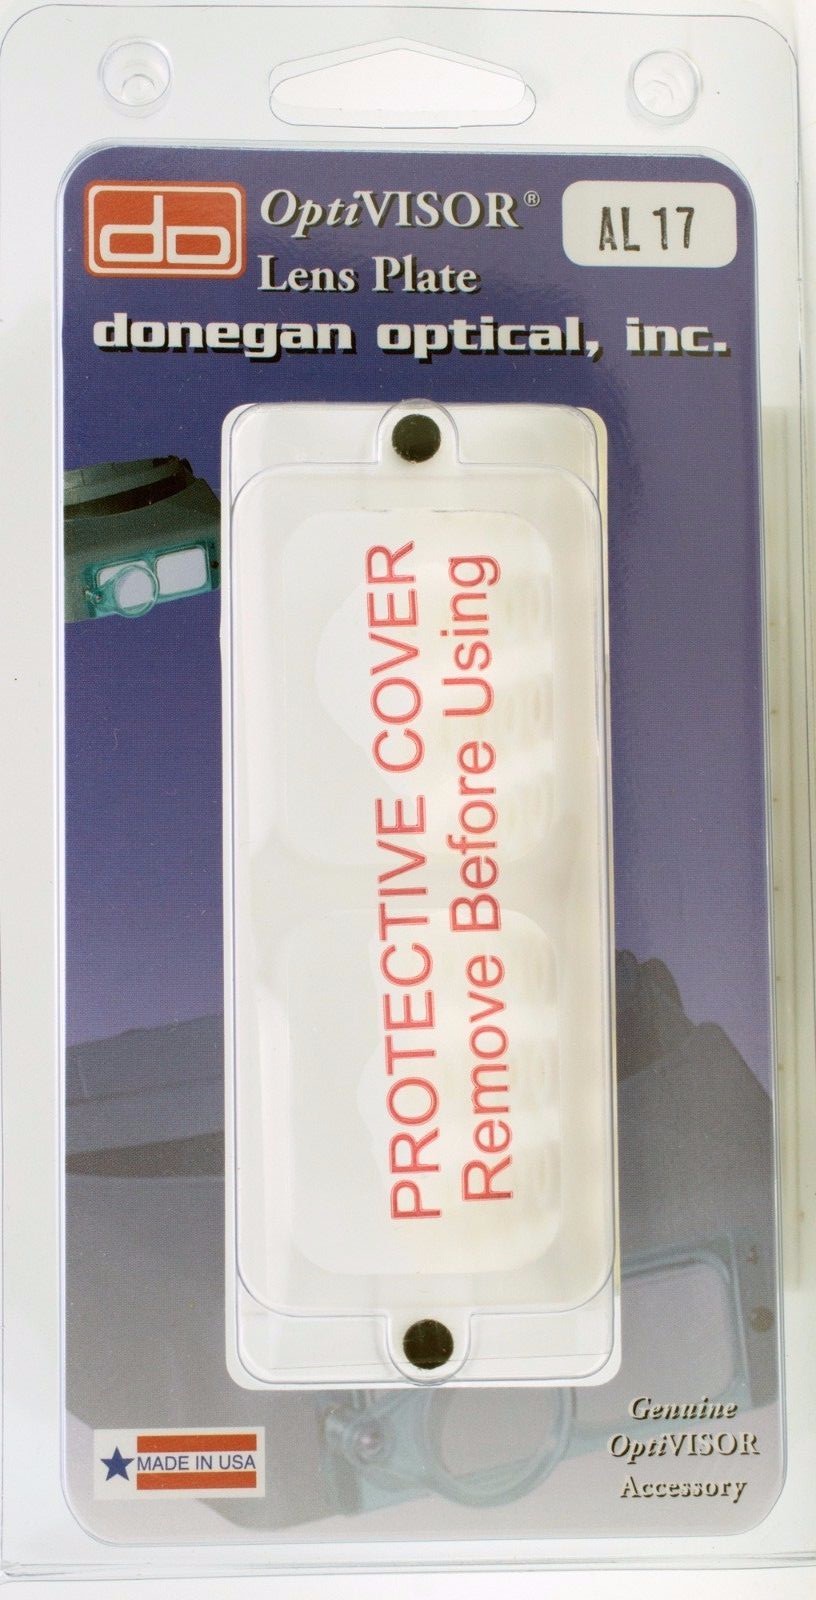 do
OptiVISOR®
AL 17
Lens Plate
donegan optical, inc.
PROTECTIVE COVER
Remove Before Using
MADE IN USA
Genuine
OptiVISOR
Accessory